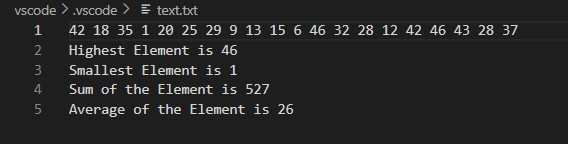 vscode > .vscode > text.txt
1 42 18 35 1 20 25 29 9 13 15 6 46 32 28 12 42 46 43 28 37
2 Highest Element is 46
3 Smallest Element is 1
4 Sum of the Element is 527
5 Average of the Element is 26